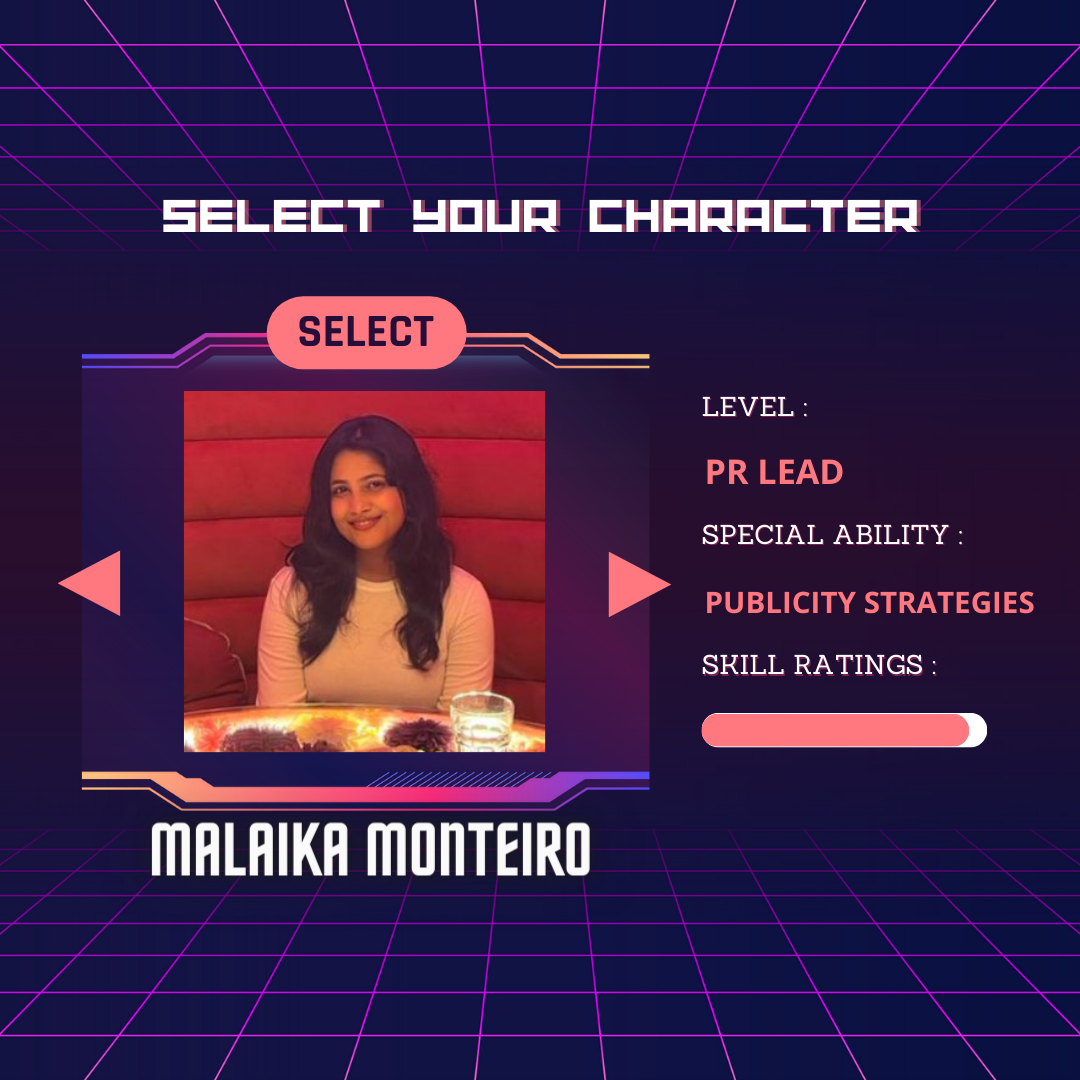 SELECT YOUR CHARACTER
SELECT
LEVEL :
PR LEAD
SPECIAL ABILITY :
PUBLICITY STRATEGIES
SKILL RATINGS :
MALAIKA MONTEIRO